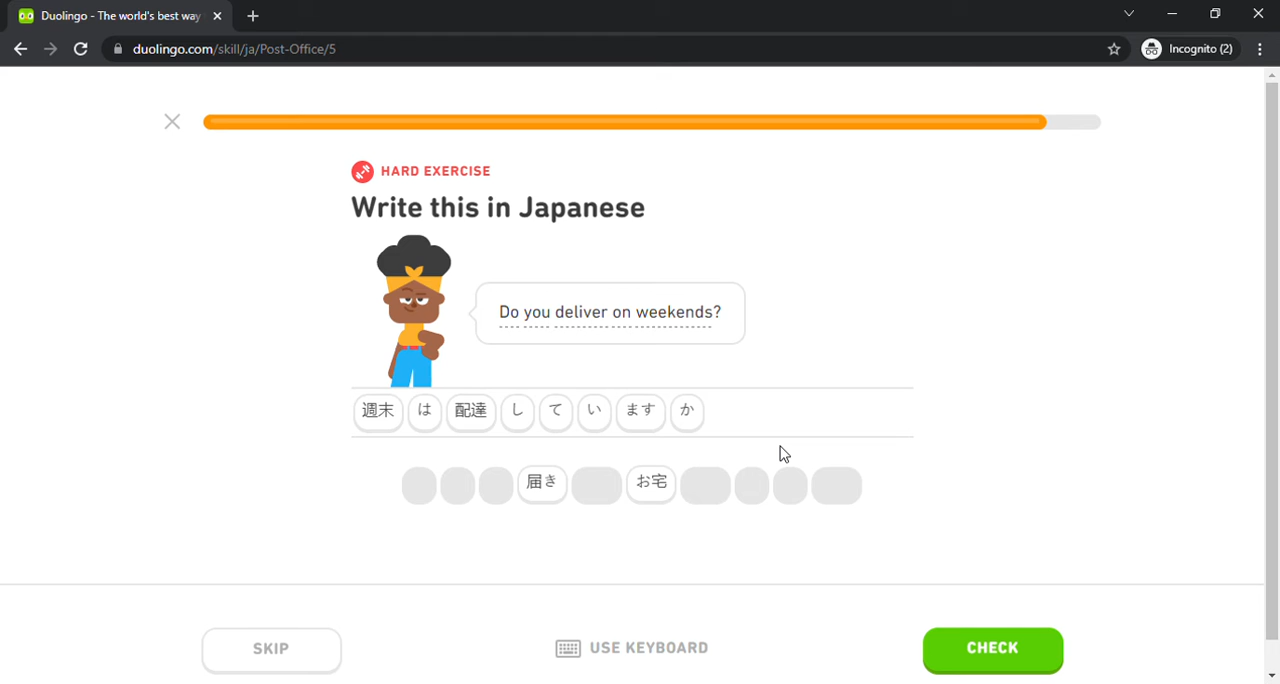 Duolingo - The world's best way
duolingo.com/skill/ja/Post-Office/5
Incognito (2)
HARD EXERCISE
Write this in Japanese
Do you deliver on weekends?
週末 は 配達 し て い ます か
届き お宅
SKIP
USE KEYBOARD
CHECK